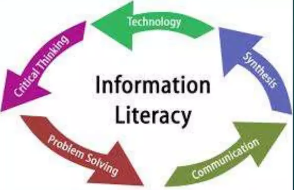 Technology
Critical Thinking
Synthesis
Information
Literacy
Problem Solving
Communication